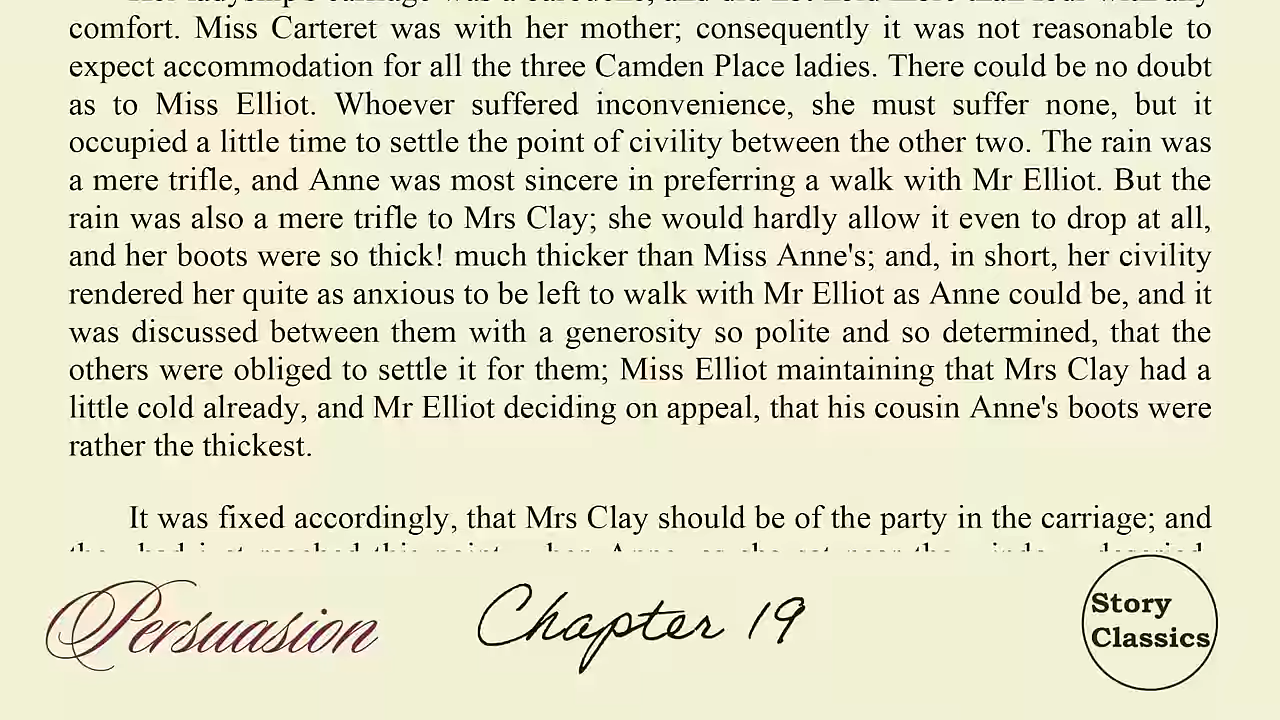 comfort. Miss Carteret was with her mother; consequently it was not reasonable to
expect accommodation for all the three Camden Place ladies. There could be no doubt
as to Miss Elliot. Whoever suffered inconvenience, she must suffer none, but it
occupied a little time to settle the point of civility between the other two. The rain was
a mere trifle, and Anne was most sincere in preferring a walk with Mr Elliot. But the
rain was also a mere trifle to Mrs Clay; she would hardly allow it even to drop at all,
and her boots were so thick! much thicker than Miss Anne's; and, in short, her civility
rendered her quite as anxious to be left to walk with Mr Elliot as Anne could be, and it
was discussed between them with a generosity so polite and so determined, that the
others were obliged to settle it for them; Miss Elliot maintaining that Mrs Clay had a
little cold already, and Mr Elliot deciding on appeal, that his cousin Anne's boots were
rather the thickest.
It was fixed accordingly, that Mrs Clay should be of the party in the carriage; and
Persuasion
Chapter 19
Story
Classics